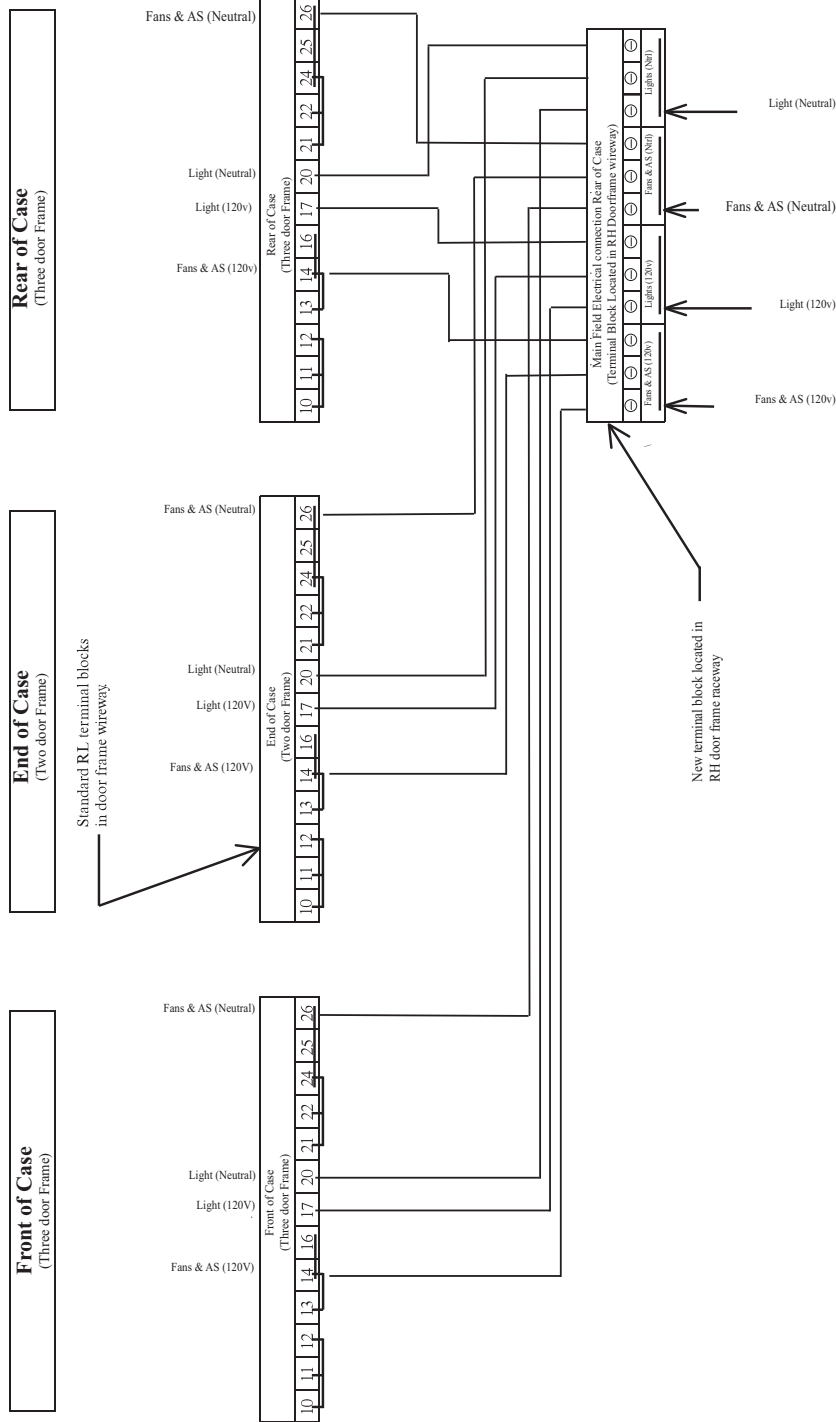 Front of Case
(Three door Frame)
End of Case
(Two door Frame)
Rear of Case
(Three door Frame)
Standard RL terminal blocks
in door frame wireway
Fans & AS (120V)
Light (120V)
Light (Neutral)
Fans & AS (Neutral)
Front of Case
(Three door Frame)
10 11 12 13 14 16 17 20 21 22 24 25 26
Fans & AS (120V)
Light (120V)
Light (Neutral)
Fans & AS (Neutral)
End of Case
(Two door Frame)
10 11 12 13 14 16 17 20 21 22 24 25 26
Fans & AS (120v)
Light (120v)
Light (Neutral)
Fans & AS (Neutral)
Rear of Case
(Three door Frame)
10 11 12 13 14 16 17 20 21 22 24 25 26
Main Field Electrical connection Rear of Case
(Terminal Block Located in RH Doorframe wireway)
Fans & AS (120v)
Lights (120v)
Fans & AS (Ntrl)
Lights (Ntrl)
Fans & AS (120v)
Light (120v)
Fans & AS (Neutral)
Light (Neutral)
New terminal block located in
RH door frame raceway